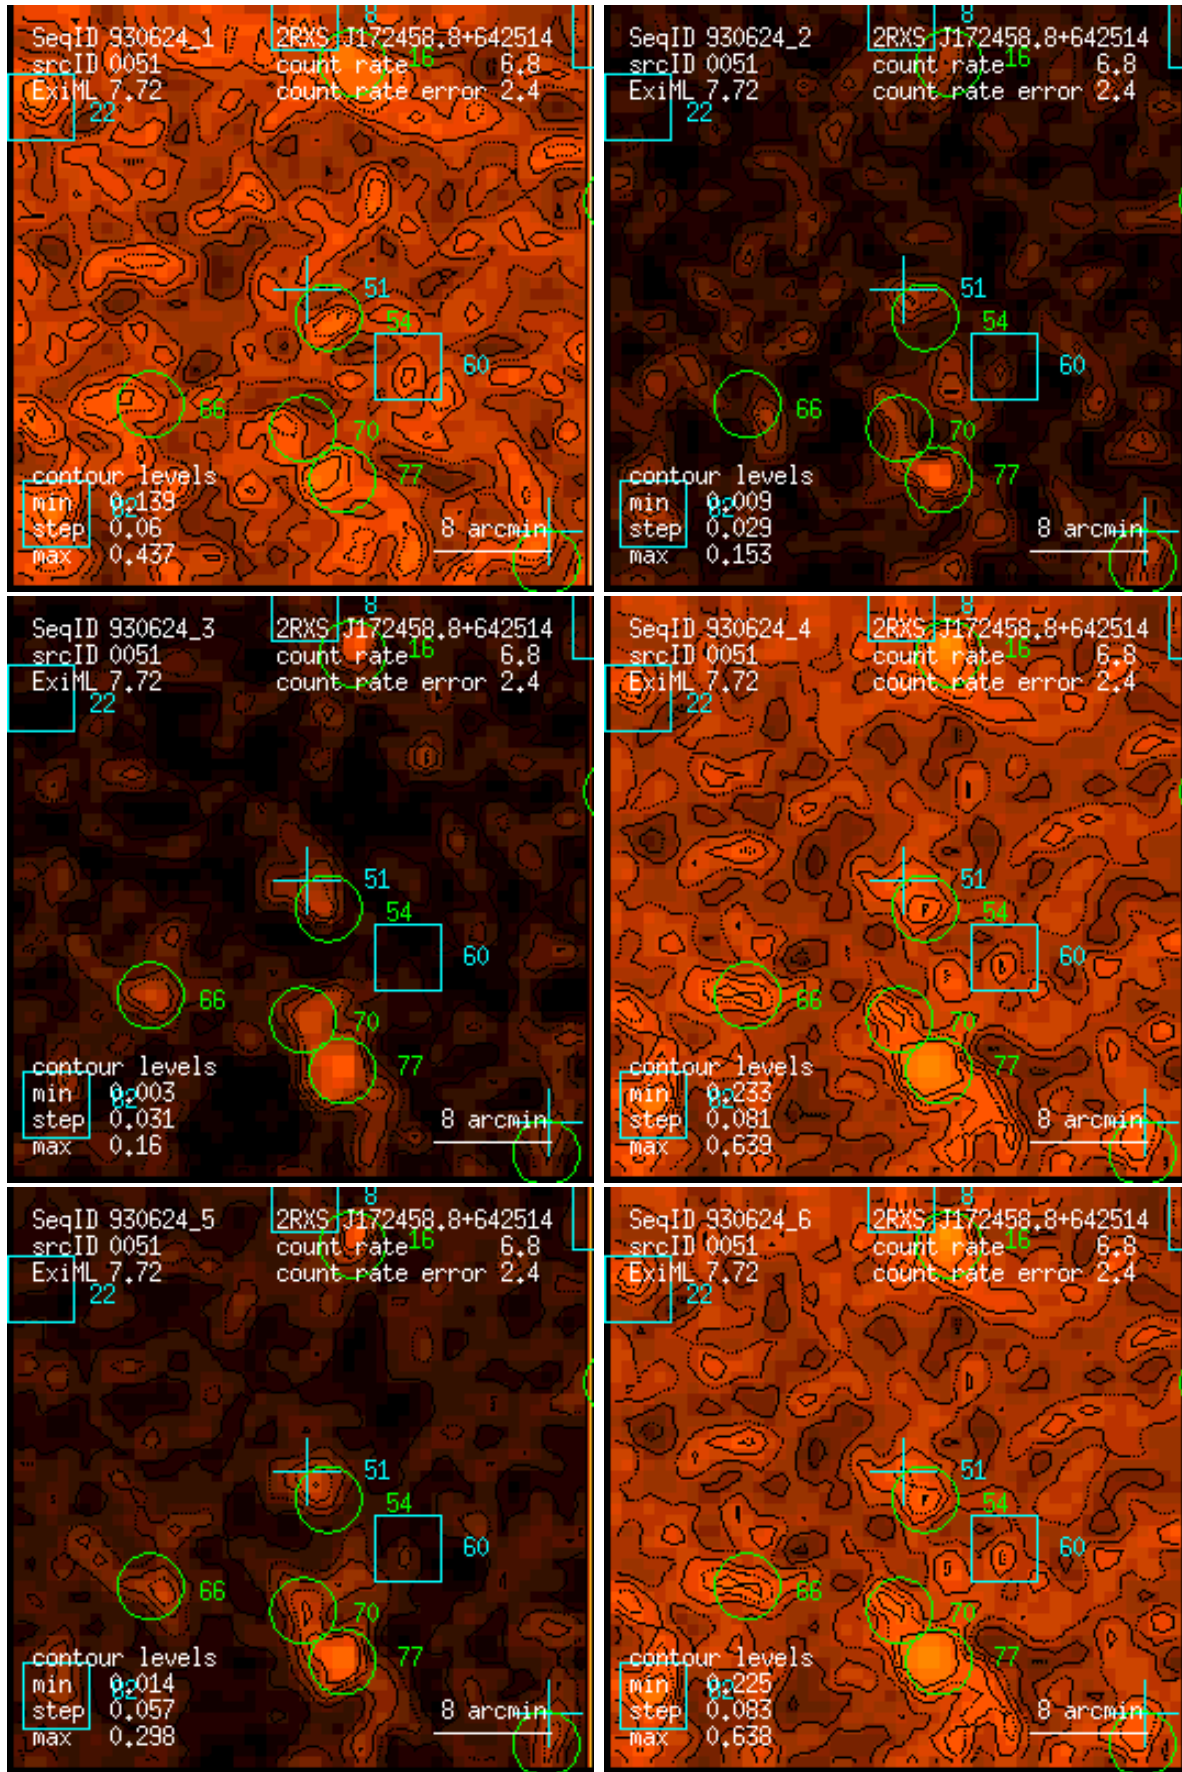 8
SeqID 930624_1 2RXS J172458.8+642514
srcID 0051 count rate 16 6.8
ExiML 7.72 count rate error 2.4
22
51
54
60
66
70
77
contour levels
min 0.139
82
step 0.06 8 arcmin
max 0.437
8
SeqID 930624_2 2RXS J172458.8+642514
srcID 0051 count rate 16 6.8
ExiML 7.72 count rate error 2.4
22
51
54
60
66
70
77
contour levels
min 0.009
82
step 0.029 8 arcmin
max 0.153
8
SeqID 930624_3 2RXS J172458.8+642514
srcID 0051 count rate 16 6.8
ExiML 7.72 count rate error 2.4
22
51
54
60
66
70
77
contour levels
min 0.003
82
step 0.031 8 arcmin
max 0.16
8
SeqID 930624_4 2RXS J172458.8+642514
srcID 0051 count rate 16 6.8
ExiML 7.72 count rate error 2.4
22
51
54
60
66
70
77
contour levels
min 0.233
82
step 0.081 8 arcmin
max 0.639
8
SeqID 930624_5 2RXS J172458.8+642514
srcID 0051 count rate 16 6.8
ExiML 7.72 count rate error 2.4
22
51
54
60
66
70
77
contour levels
min 0.014
82
step 0.057 8 arcmin
max 0.298
8
SeqID 930624_6 2RXS J172458.8+642514
srcID 0051 count rate 16 6.8
ExiML 7.72 count rate error 2.4
22
51
54
60
66
70
77
contour levels
min 0.225
82
step 0.083 8 arcmin
max 0.638